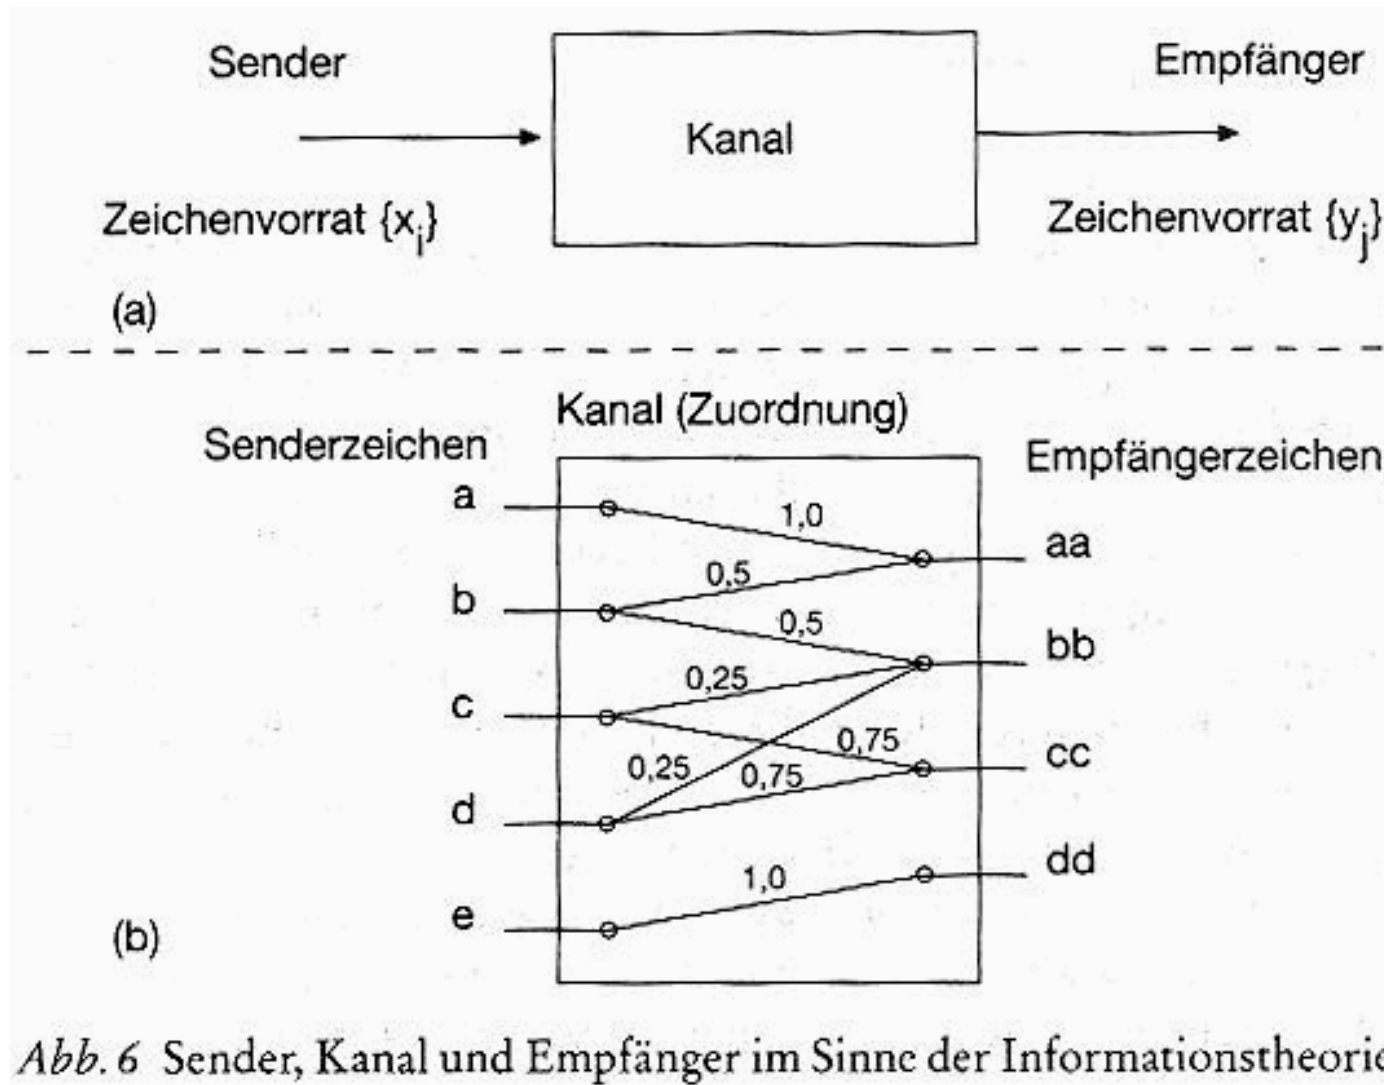 Sender
Empfänger
Kanal
Zeichenvorrat {x_i}
Zeichenvorrat {y_j}
(a)
Kanal (Zuordnung)
Senderzeichen
Empfängerzeichen
a
1,0
aa
b
0,5
0,5
bb
c
0,25
0,75
cc
0,25
0,75
d
dd
e
1,0
(b)
Abb. 6 Sender, Kanal und Empfänger im Sinne der Informationstheorie